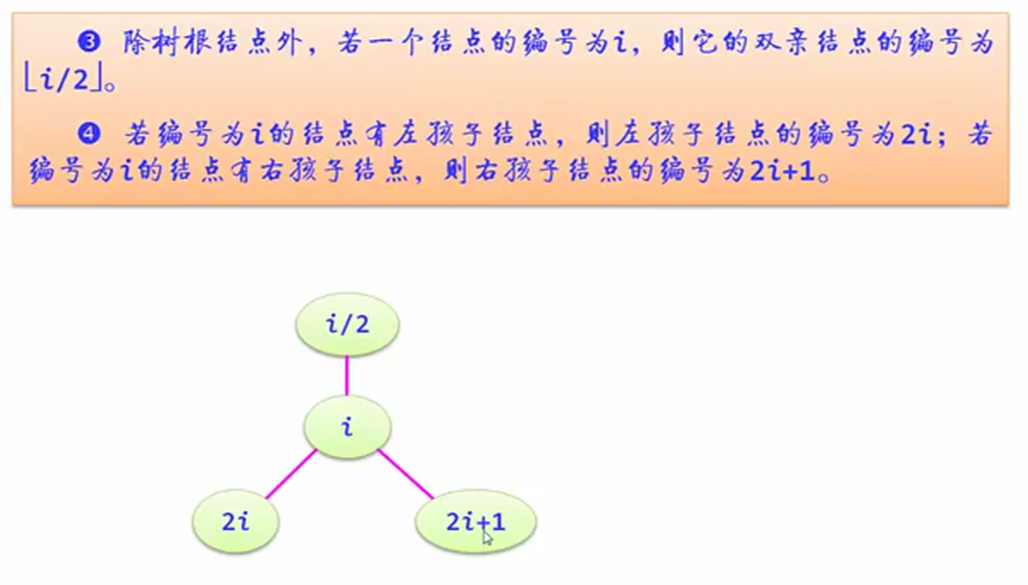 ❸ 除树根结点外，若一个结点的编号为i，则它的双亲结点的编号为
⌊i/2⌋。
❹ 若编号为i的结点有左孩子结点，则左孩子结点的编号为2i；若
编号为i的结点有右孩子结点，则右孩子结点的编号为2i+1。
i/2
i
2i
2i+1